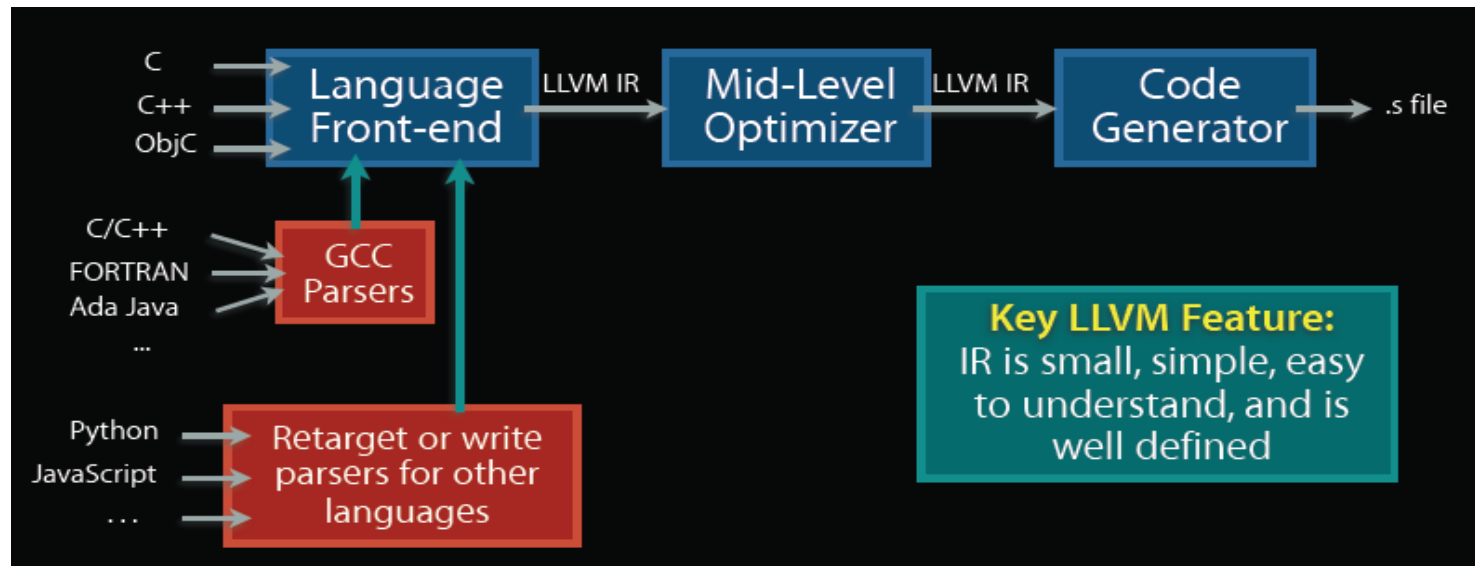 C
C++
ObjC
Language
Front-end
LLVM IR
Mid-Level
Optimizer
LLVM IR
Code
Generator
.s file
C/C++
FORTRAN
Ada Java
...
GCC
Parsers
Python
JavaScript
...
Retarget or write
parsers for other
languages
Key LLVM Feature:
IR is small, simple, easy
to understand, and is
well defined